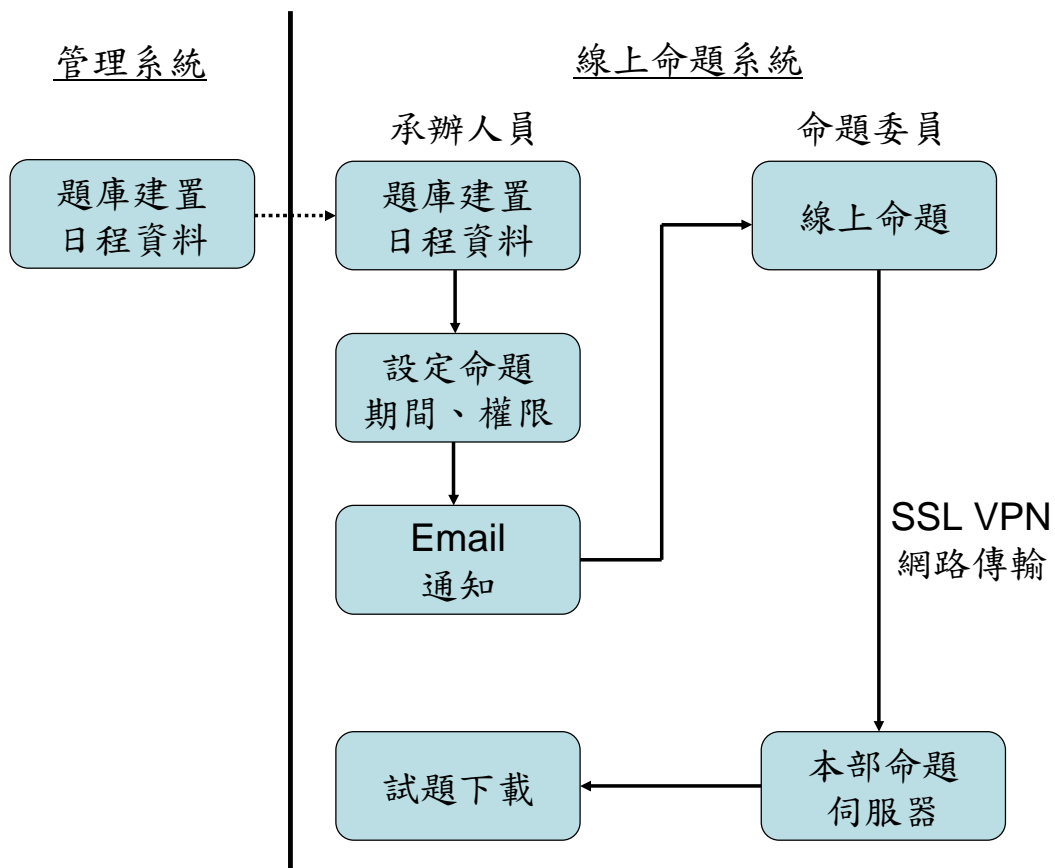 管理系統
線上命題系統
承辦人員
命題委員
題庫建置
日程資料
題庫建置
日程資料
線上命題
設定命題
期間、權限
Email
通知
SSL VPN
網路傳輸
試題下載
本部命題
伺服器